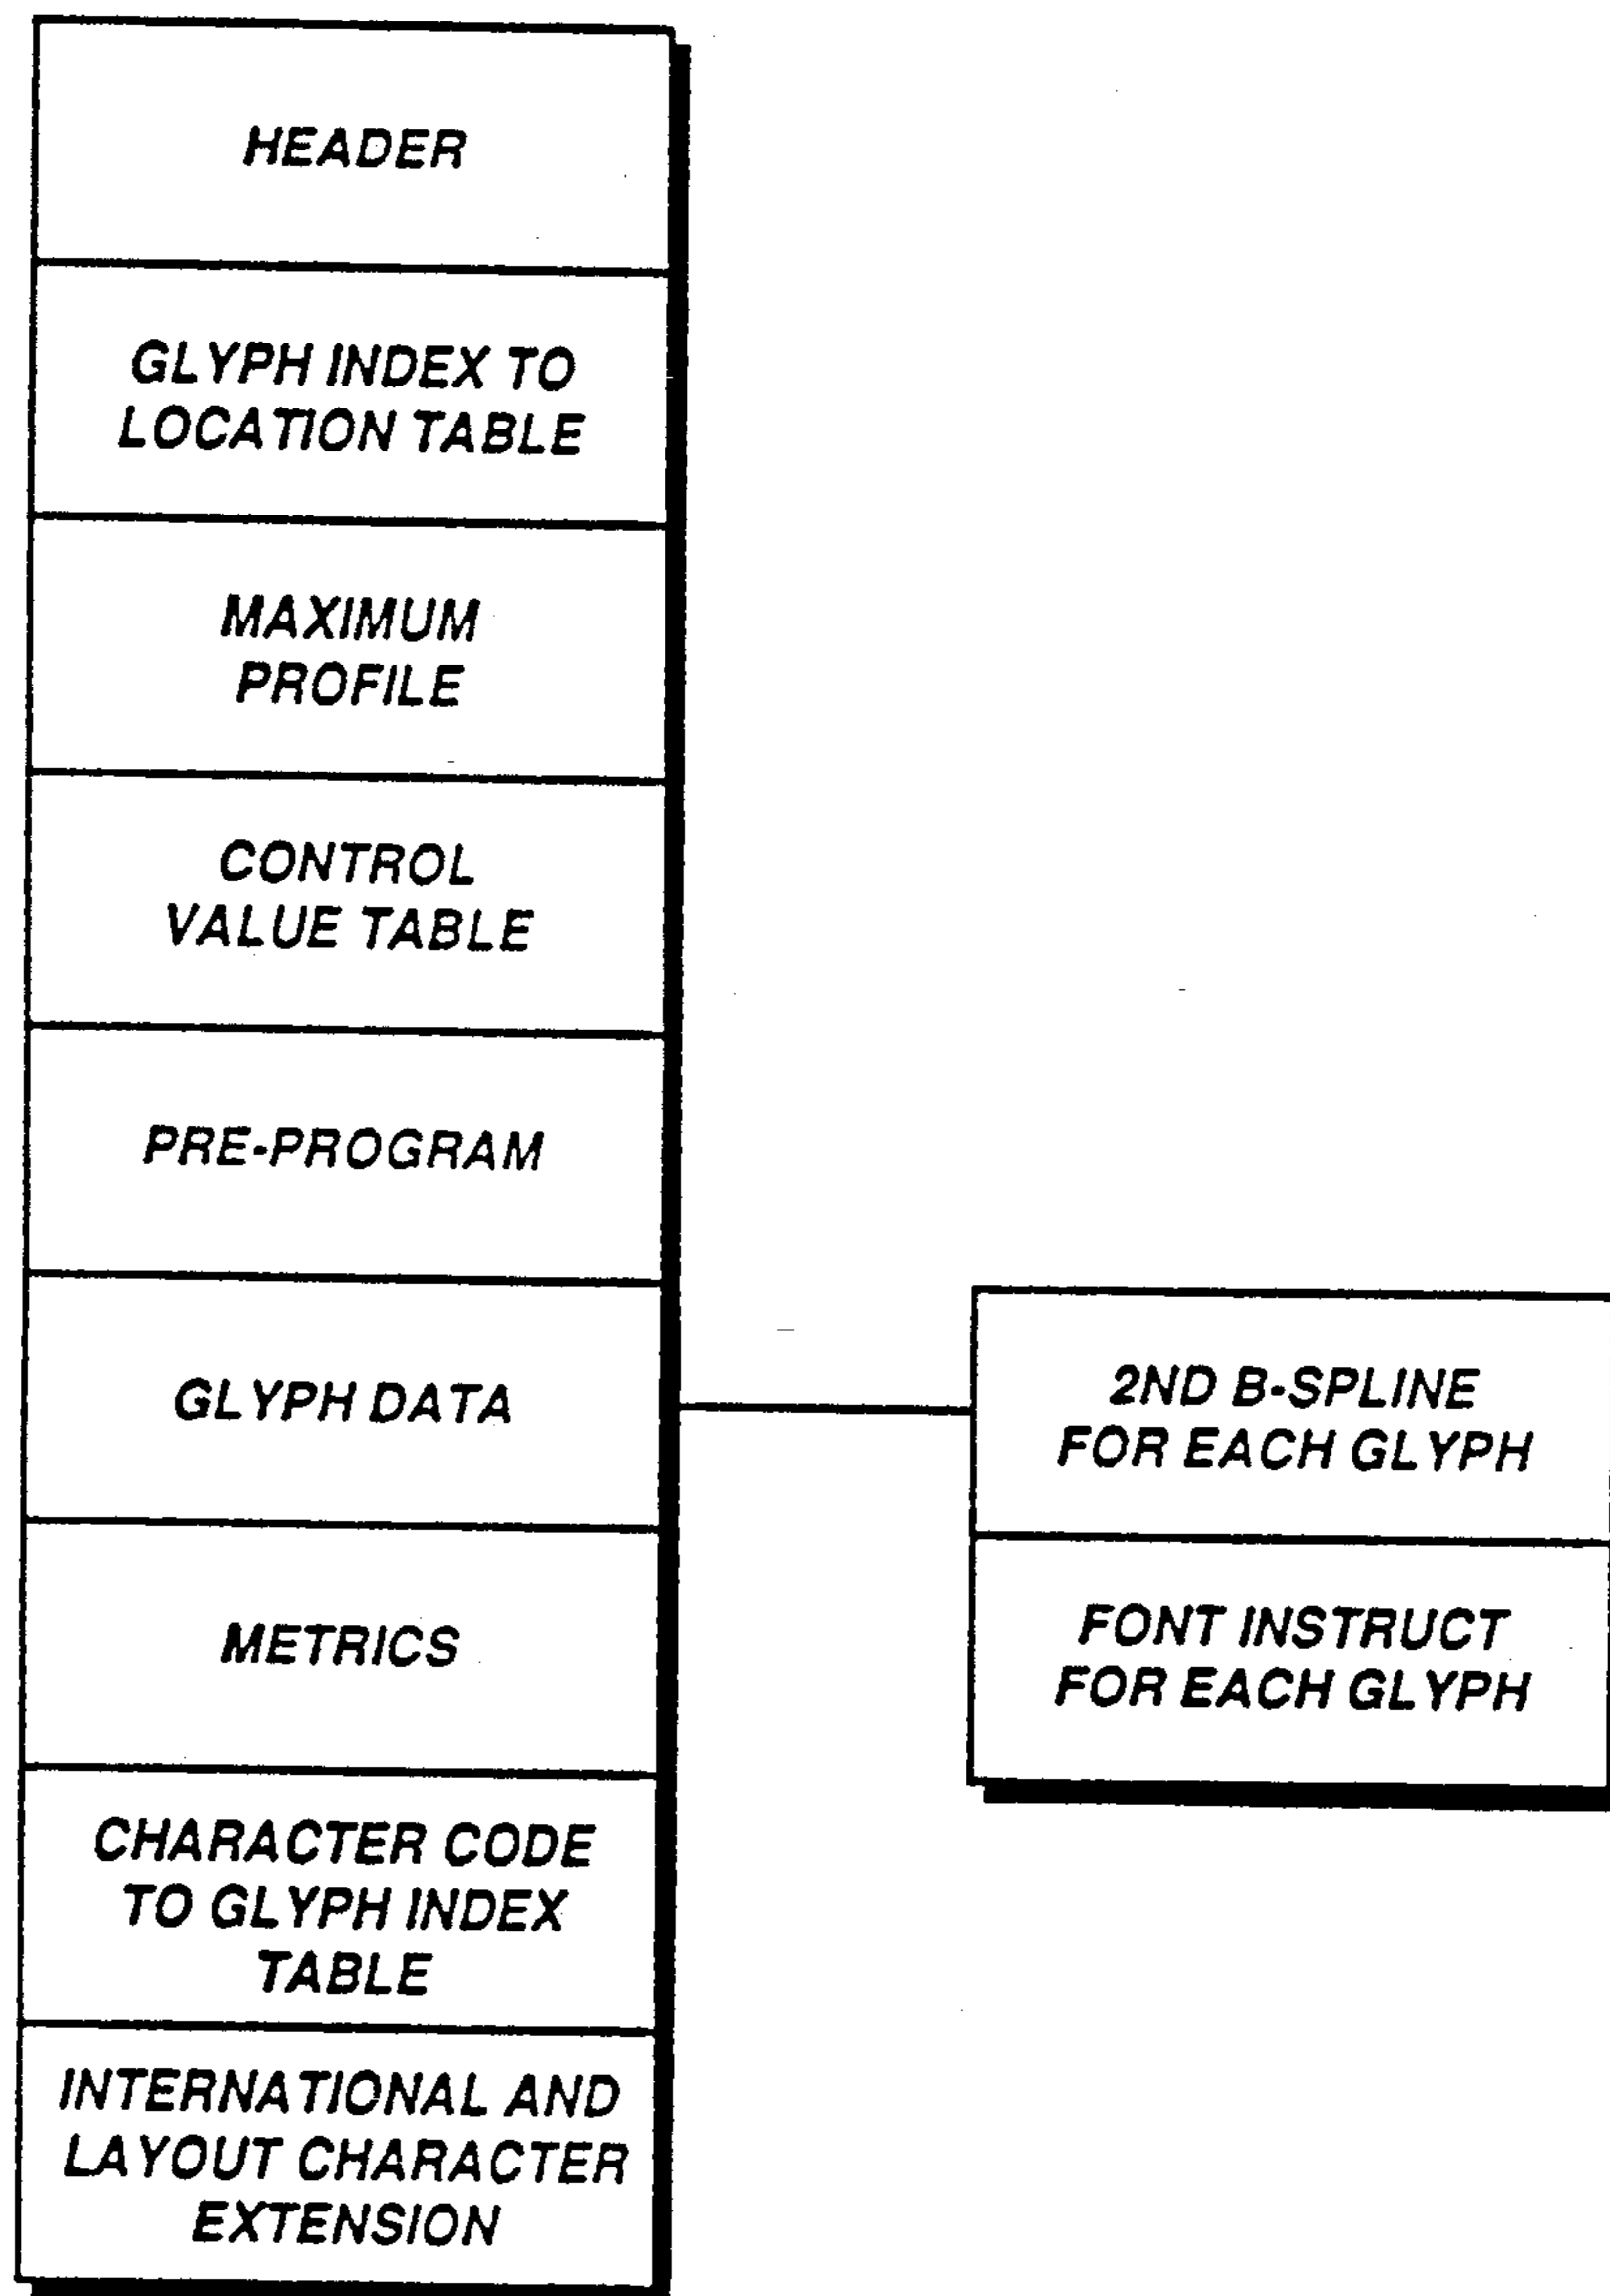 HEADER
GLYPH INDEX TO
LOCATION TABLE
MAXIMUM
PROFILE
CONTROL
VALUE TABLE
PRE-PROGRAM
GLYPH DATA
METRICS
CHARACTER CODE
TO GLYPH INDEX
TABLE
INTERNATIONAL AND
LAYOUT CHARACTER
EXTENSION
2ND B-SPLINE
FOR EACH GLYPH
FONT INSTRUCT
FOR EACH GLYPH